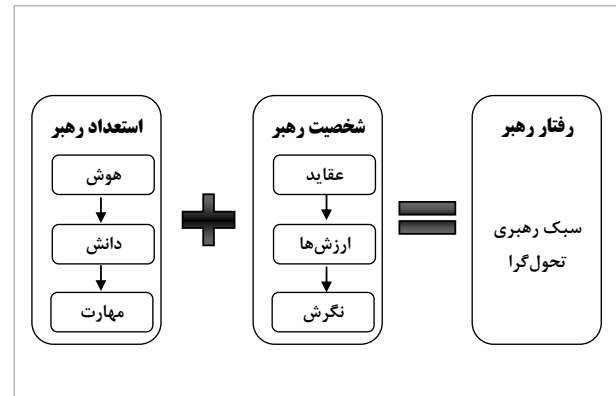 استعداد رهبر
هوش
دانش
مهارت
شخصیت رهبر
عقاید
ارزش‌ها
نگرش
رفتار رهبر
سبک رهبری
تحول‌گرا